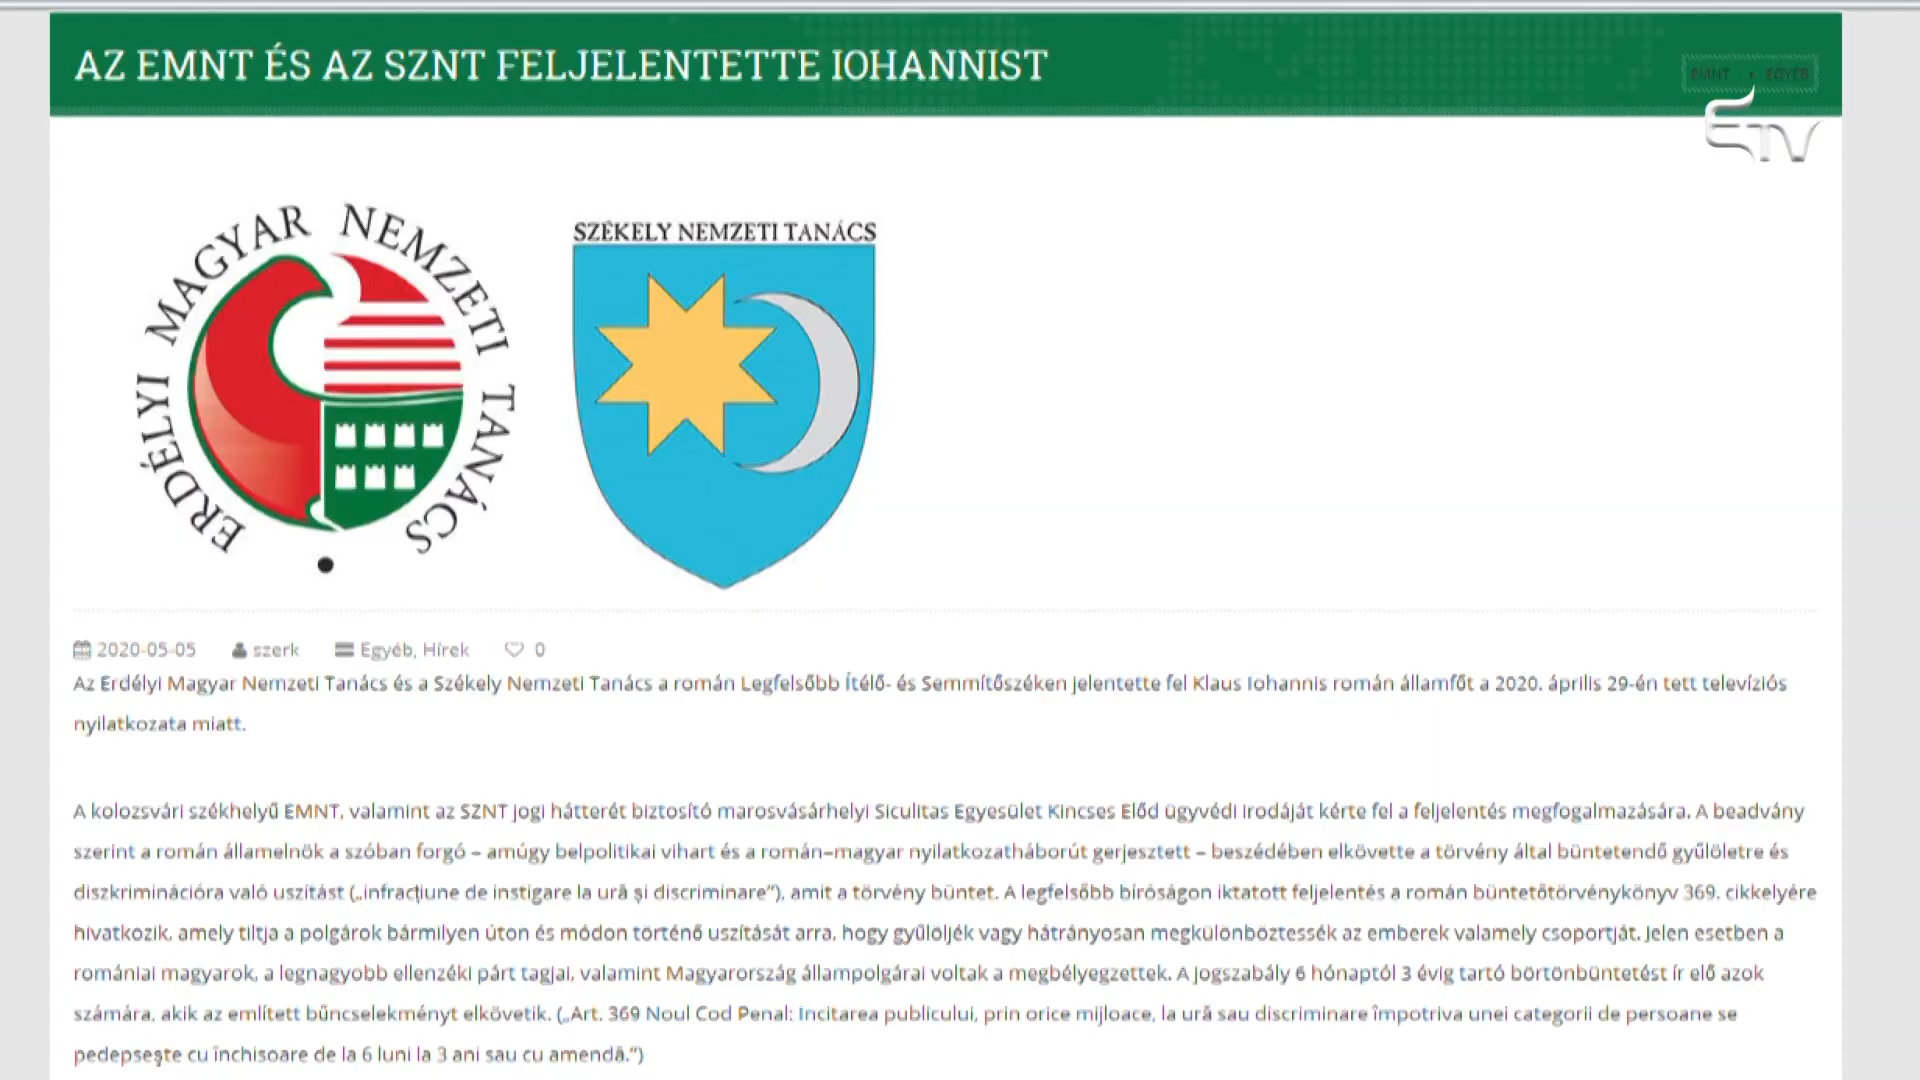 AZ EMNT ÉS AZ SZNT FELJELENTETTE IOHANNIST
EMNT • EGYÉB
ETV
ERDÉLYI MAGYAR NEMZETI TANÁCS
SZÉKELY NEMZETI TANÁCS
2020-05-05 szerk Egyéb, Hírek 0
Az Erdélyi Magyar Nemzeti Tanács és a Székely Nemzeti Tanács a román Legfelsőbb Ítélő- és Semmítőszéken jelentette fel Klaus Iohannis román államfőt a 2020. április 29-én tett televíziós
nyilatkozata miatt.
A kolozsvári székhelyű EMNT, valamint az SZNT jogi hátterét biztosító marosvásárhelyi Siculitas Egyesület Kincses Előd ügyvédi irodáját kérte fel a feljelentés megfogalmazására. A beadvány
szerint a román államelnök a szóban forgó – amúgy belpolitikai vihart és a román–magyar nyilatkozatháborút gerjesztett – beszédében elkövette a törvény által büntetendő gyűlöletre és
diszkriminációra való uszítást („infracțiune de instigare la ură și discriminare”), amit a törvény büntet. A legfelsőbb bíróságon iktatott feljelentés a román büntetőtörvénykönyv 369. cikkelyére
hivatkozik, amely tiltja a polgárok bármilyen úton és módon történő uszítását arra, hogy gyűlöljék vagy hátrányosan megkülönböztessék az emberek valamely csoportját. Jelen esetben a
romániai magyarok, a legnagyobb ellenzéki párt tagjai, valamint Magyarország állampolgárai voltak a megbélyegzettek. A jogszabály 6 hónaptól 3 évig tartó börtönbüntetést ír elő azok
számára, akik az említett bűncselekményt elkövetik. („Art. 369 Noul Cod Penal: Incitarea publicului, prin orice mijloace, la ură sau discriminare împotriva unei categorii de persoane se
pedepsește cu închisoare de la 6 luni la 3 ani sau cu amendă.”)